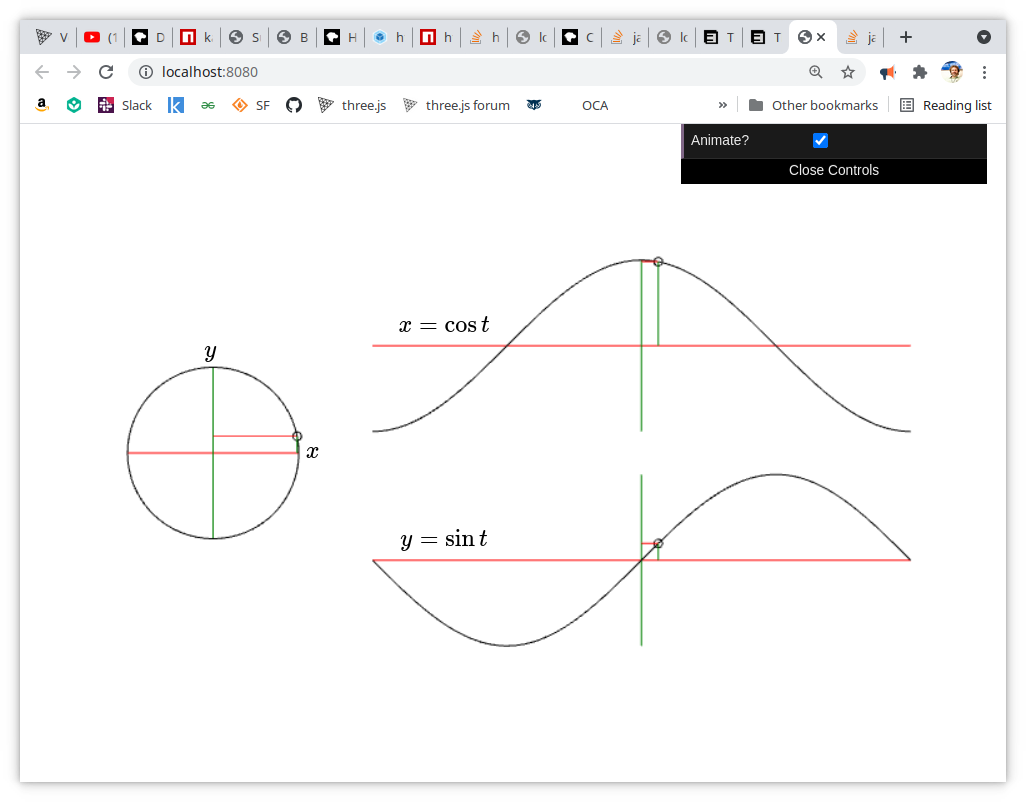 V (1 D k S B H h h h lc C ja lc T T ja
localhost:8080
Slack SF three.js three.js forum OCA » Other bookmarks Reading list
Animate?
Close Controls
x = cos t
y
x
y = sin t